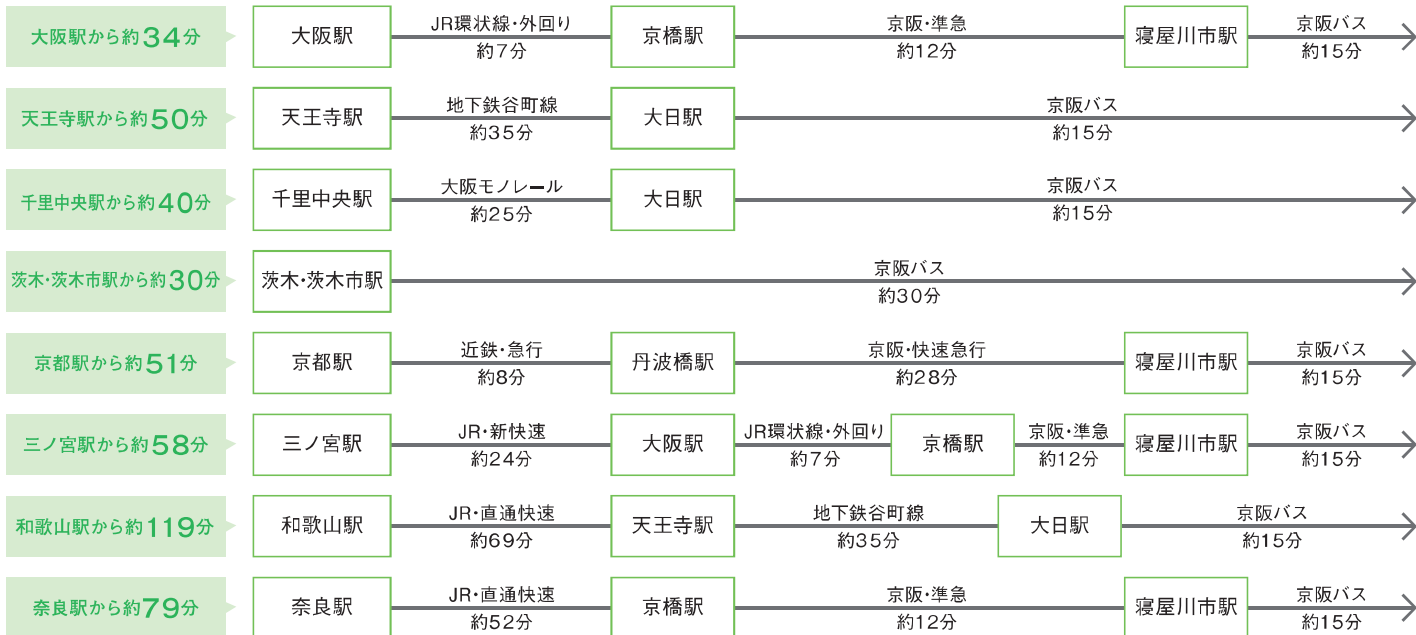 大阪駅から約34分
大阪駅
JR環状線・外回り
約7分
京橋駅
京阪・準急
約12分
寝屋川市駅
京阪バス
約15分
天王寺駅から約50分
天王寺駅
地下鉄谷町線
約35分
大日駅
京阪バス
約15分
千里中央駅から約40分
千里中央駅
大阪モノレール
約25分
大日駅
京阪バス
約15分
茨木・茨木市駅から約30分
茨木・茨木市駅
京阪バス
約30分
京都駅から約51分
京都駅
近鉄・急行
約8分
丹波橋駅
京阪・快速急行
約28分
寝屋川市駅
京阪バス
約15分
三ノ宮駅から約58分
三ノ宮駅
JR・新快速
約24分
大阪駅
JR環状線・外回り
約7分
京橋駅
京阪・準急
約12分
寝屋川市駅
京阪バス
約15分
和歌山駅から約119分
和歌山駅
JR・直通快速
約69分
天王寺駅
地下鉄谷町線
約35分
大日駅
京阪バス
約15分
奈良駅から約79分
奈良駅
JR・直通快速
約52分
京橋駅
京阪・準急
約12分
寝屋川市駅
京阪バス
約15分